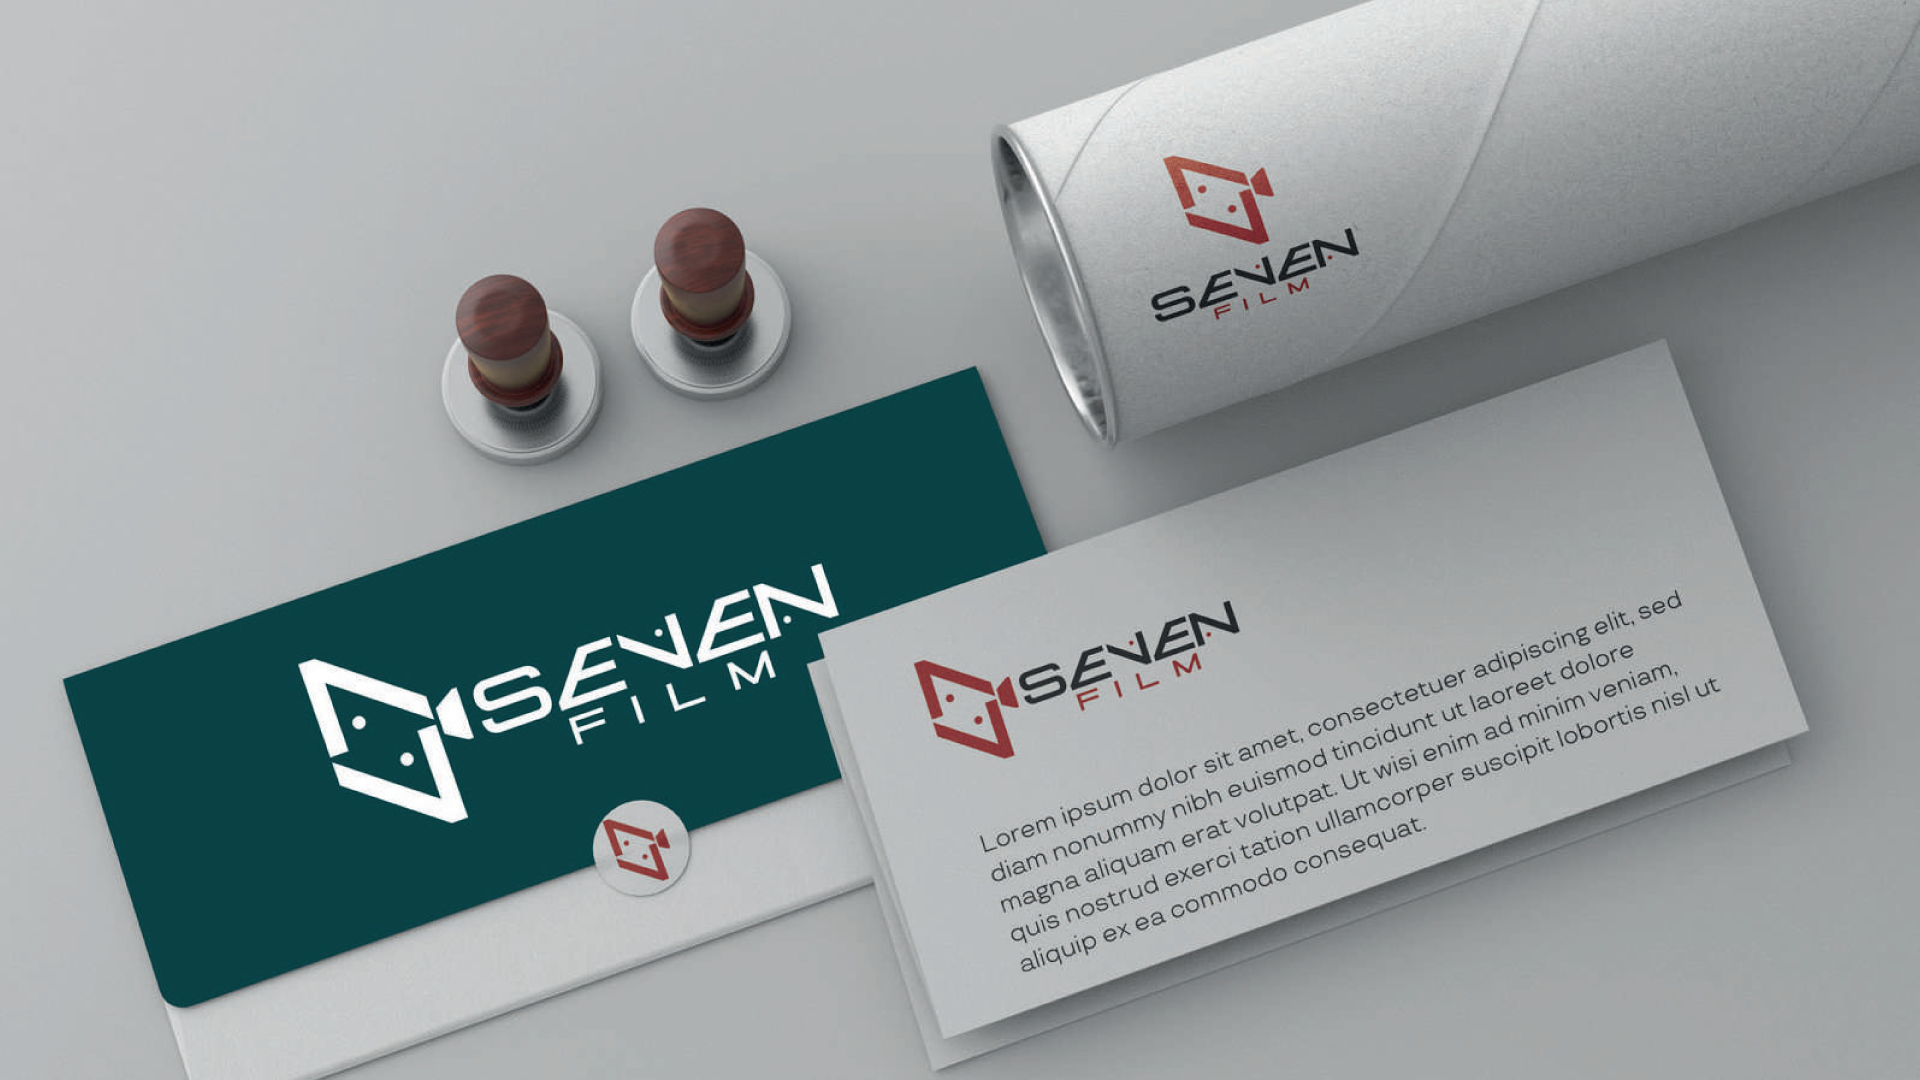 SEVEN
FILM
SEVEN
FILM
SEVEN
FILM
Lorem ipsum dolor sit amet, consectetuer adipiscing elit, sed
diam nonummy nibh euismod tincidunt ut laoreet dolore
magna aliquam erat volutpat. Ut wisi enim ad minim veniam,
quis nostrud exerci tation ullamcorper suscipit lobortis nisl ut
aliquip ex ea commodo consequat.